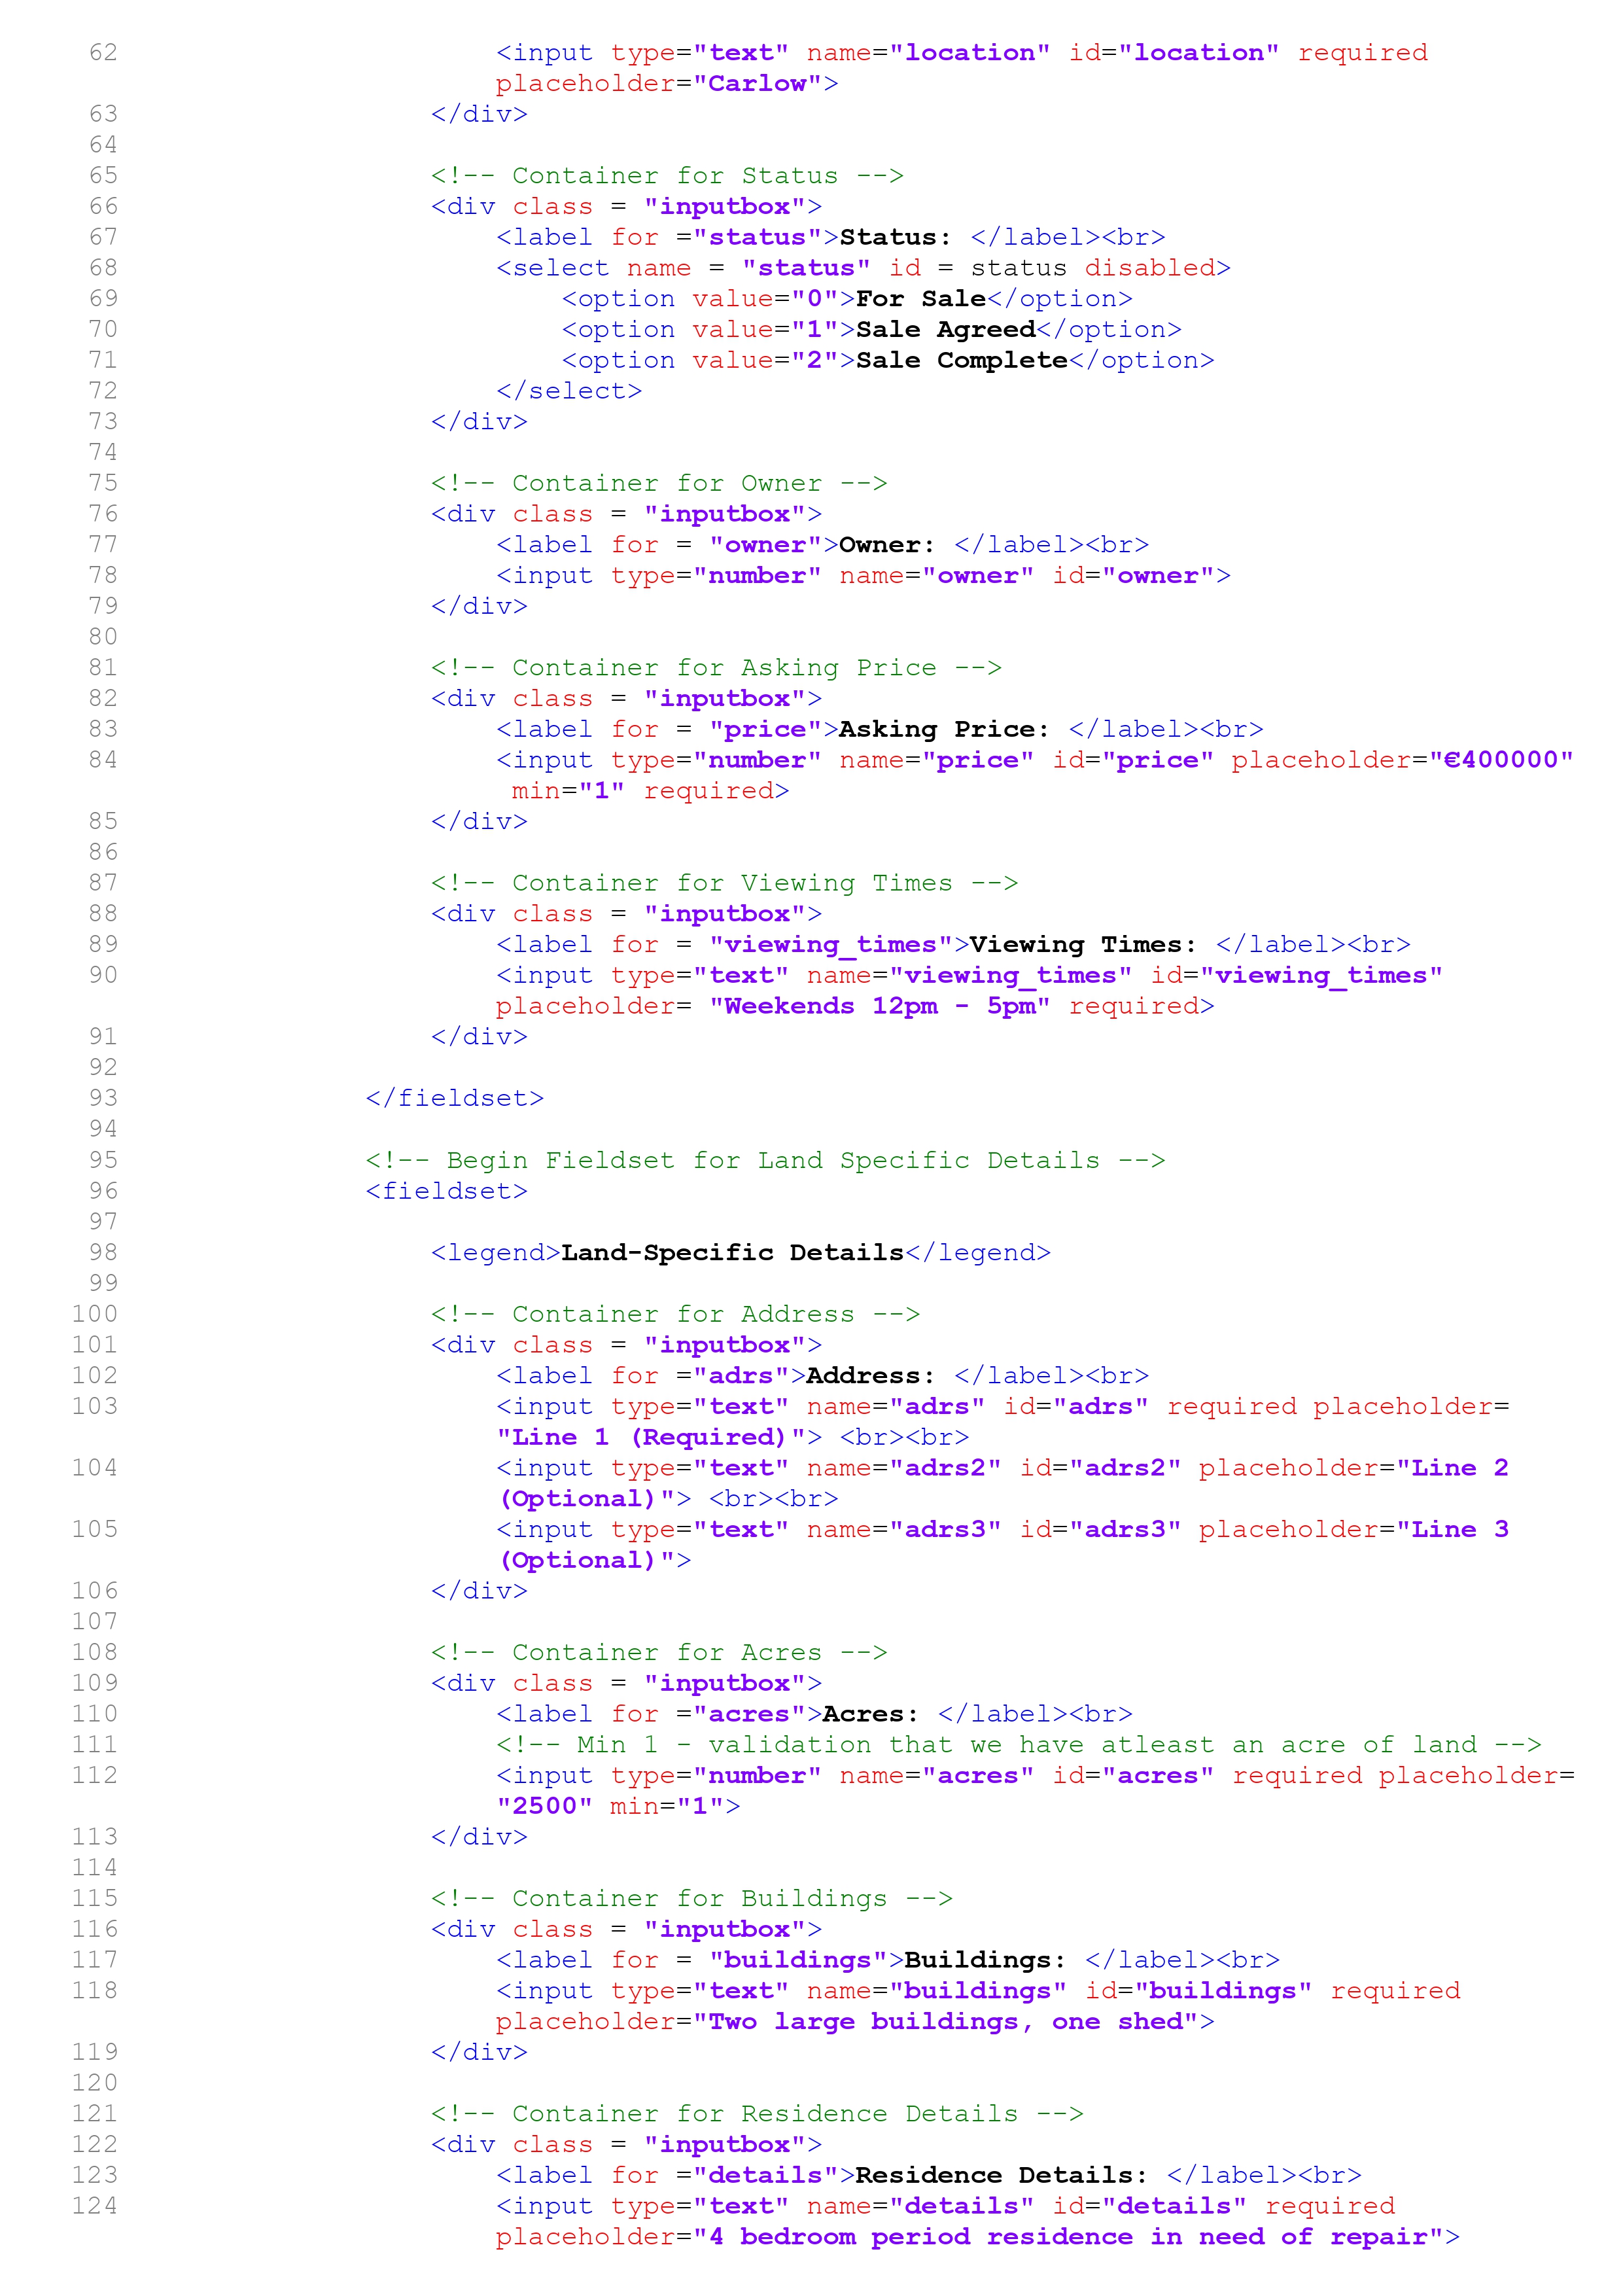 62 <input type="text" name="location" id="location" required
placeholder="Carlow">
63 </div>
64
65 <!-- Container for Status -->
66 <div class = "inputbox">
67 <label for ="status">Status: </label><br>
68 <select name = "status" id = status disabled>
69 <option value="0">For Sale</option>
70 <option value="1">Sale Agreed</option>
71 <option value="2">Sale Complete</option>
72 </select>
73 </div>
74
75 <!-- Container for Owner -->
76 <div class = "inputbox">
77 <label for = "owner">Owner: </label><br>
78 <input type="number" name="owner" id="owner">
79 </div>
80
81 <!-- Container for Asking Price -->
82 <div class = "inputbox">
83 <label for = "price">Asking Price: </label><br>
84 <input type="number" name="price" id="price" placeholder="€400000"
min="1" required>
85 </div>
86
87 <!-- Container for Viewing Times -->
88 <div class = "inputbox">
89 <label for = "viewing_times">Viewing Times: </label><br>
90 <input type="text" name="viewing_times" id="viewing_times"
placeholder= "Weekends 12pm - 5pm" required>
91 </div>
92
93 </fieldset>
94
95 <!-- Begin Fieldset for Land Specific Details -->
96 <fieldset>
97
98 <legend>Land-Specific Details</legend>
99
100 <!-- Container for Address -->
101 <div class = "inputbox">
102 <label for ="adrs">Address: </label><br>
103 <input type="text" name="adrs" id="adrs" required placeholder=
"Line 1 (Required)"> <br><br>
104 <input type="text" name="adrs2" id="adrs2" placeholder="Line 2
(Optional)"> <br><br>
105 <input type="text" name="adrs3" id="adrs3" placeholder="Line 3
(Optional)">
106 </div>
107
108 <!-- Container for Acres -->
109 <div class = "inputbox">
110 <label for ="acres">Acres: </label><br>
111 <!-- Min 1 - validation that we have atleast an acre of land -->
112 <input type="number" name="acres" id="acres" required placeholder=
"2500" min="1">
113 </div>
114
115 <!-- Container for Buildings -->
116 <div class = "inputbox">
117 <label for = "buildings">Buildings: </label><br>
118 <input type="text" name="buildings" id="buildings" required
placeholder="Two large buildings, one shed">
119 </div>
120
121 <!-- Container for Residence Details -->
122 <div class = "inputbox">
123 <label for ="details">Residence Details: </label><br>
124 <input type="text" name="details" id="details" required
placeholder="4 bedroom period residence in need of repair">